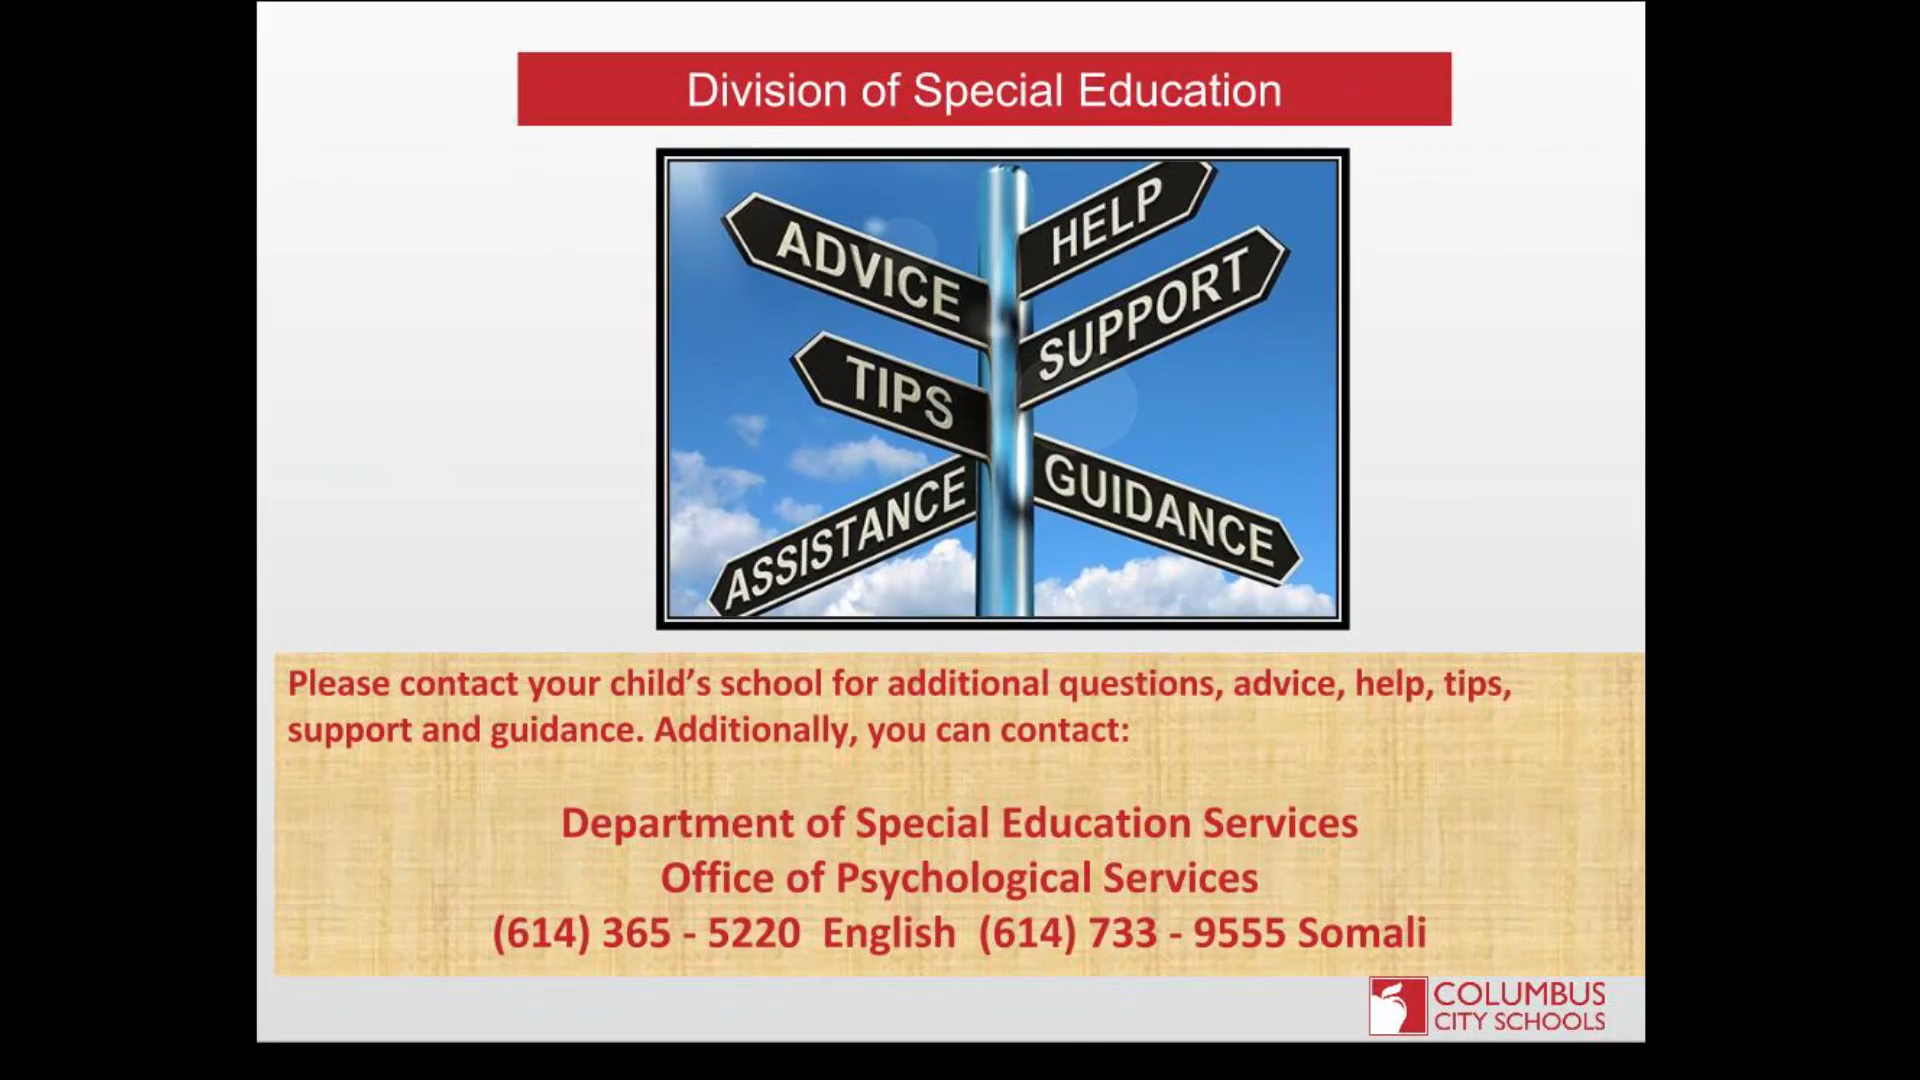 Division of Special Education
HELP
ADVICE
SUPPORT
TIPS
GUIDANCE
ASSISTANCE
Please contact your child’s school for additional questions, advice, help, tips,
support and guidance. Additionally, you can contact:
Department of Special Education Services
Office of Psychological Services
(614) 365 - 5220  English  (614) 733 - 9555 Somali
COLUMBUS
CITY SCHOOLS